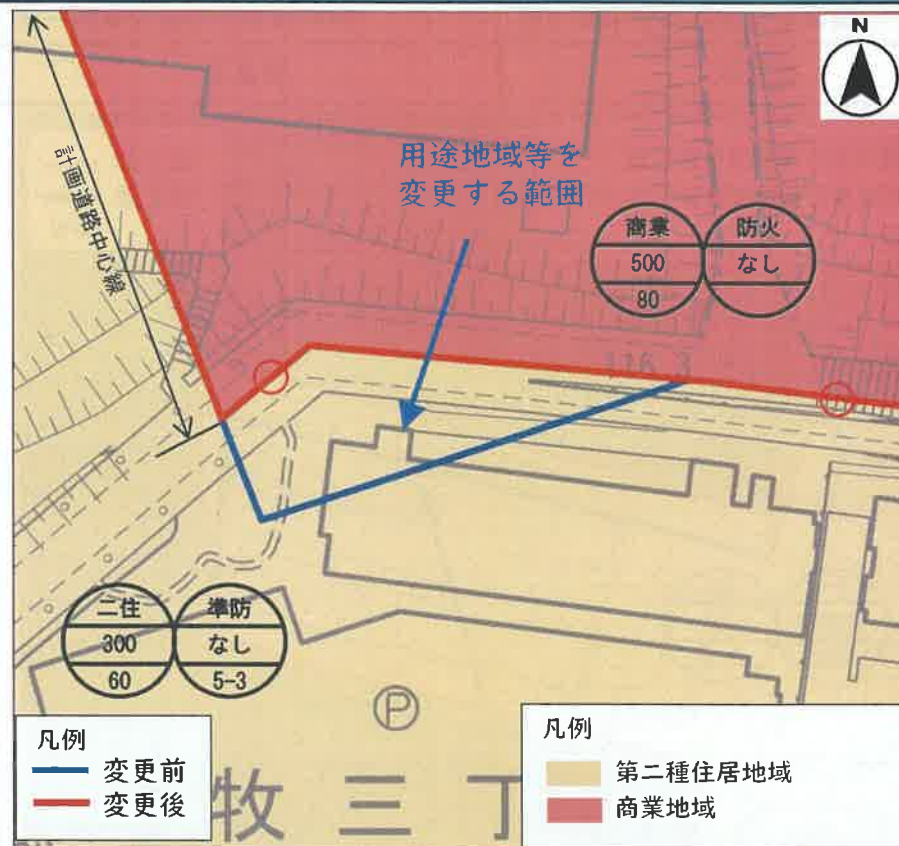 N
計画道路中心線
用途地域等を
変更する範囲
商業
500
80
防火
なし
176.3
二住
300
60
準防
なし
5-3
P
凡例
変更前
変更後
凡例
第二種住居地域
商業地域
牧三丁